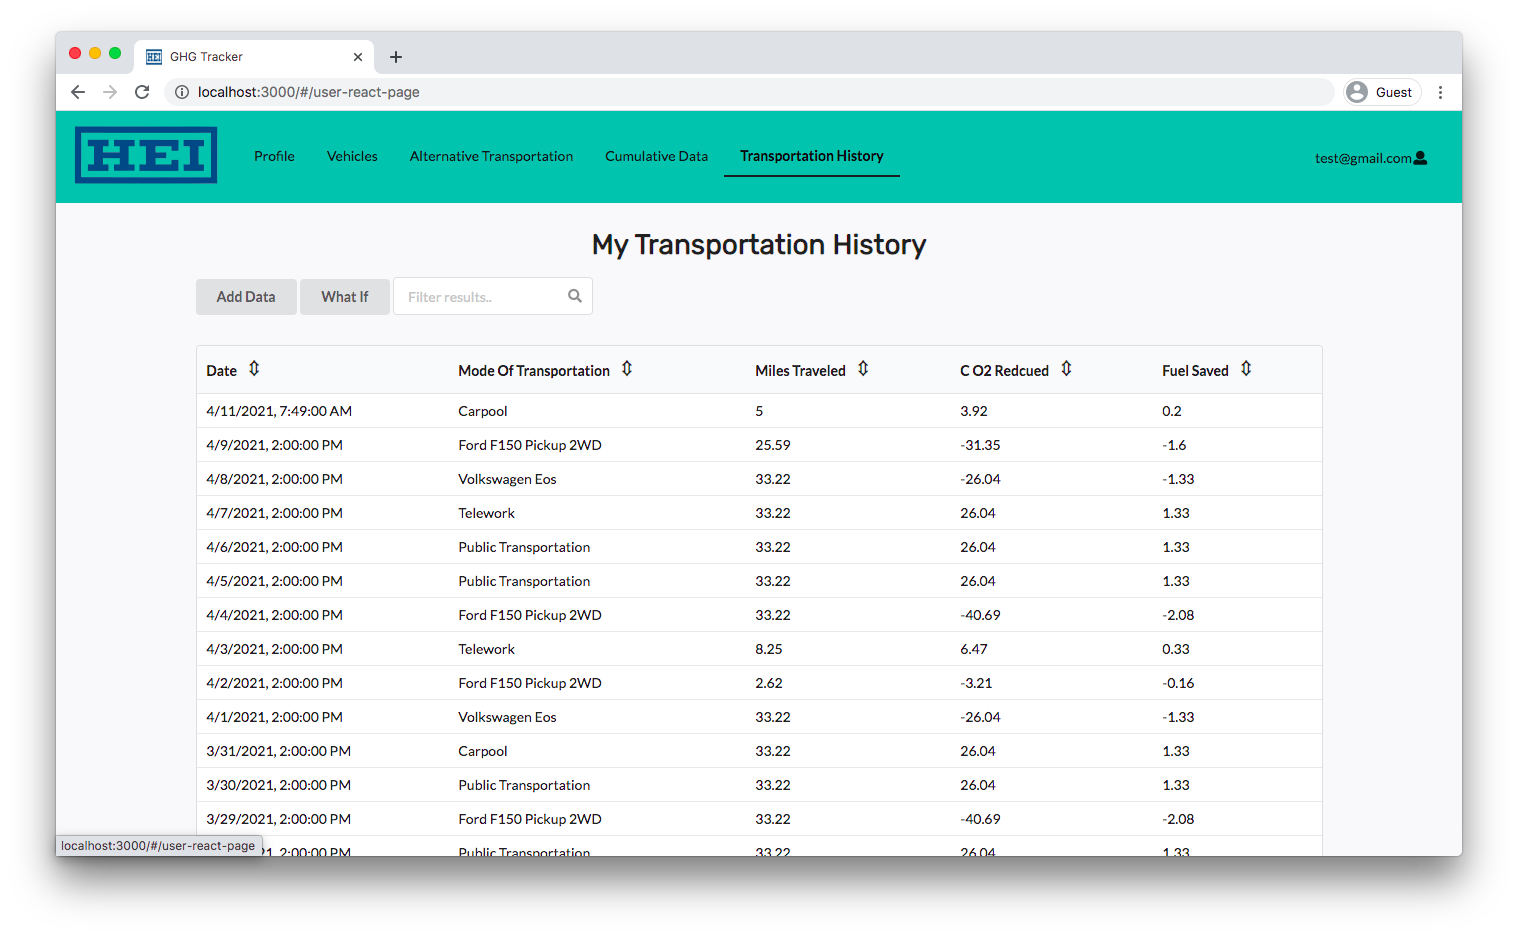 HEI GHG Tracker
localhost:3000/#/user-react-page
Guest
HEI Profile Vehicles Alternative Transportation Cumulative Data Transportation History test@gmail.com
My Transportation History
Add Data What If Filter results..
Date Mode Of Transportation Miles Traveled C O2 Redcued Fuel Saved
4/11/2021, 7:49:00 AM Carpool 5 3.92 0.2
4/9/2021, 2:00:00 PM Ford F150 Pickup 2WD 25.59 -31.35 -1.6
4/8/2021, 2:00:00 PM Volkswagen Eos 33.22 -26.04 -1.33
4/7/2021, 2:00:00 PM Telework 33.22 26.04 1.33
4/6/2021, 2:00:00 PM Public Transportation 33.22 26.04 1.33
4/5/2021, 2:00:00 PM Public Transportation 33.22 26.04 1.33
4/4/2021, 2:00:00 PM Ford F150 Pickup 2WD 33.22 -40.69 -2.08
4/3/2021, 2:00:00 PM Telework 8.25 6.47 0.33
4/2/2021, 2:00:00 PM Ford F150 Pickup 2WD 2.62 -3.21 -0.16
4/1/2021, 2:00:00 PM Volkswagen Eos 33.22 -26.04 -1.33
3/31/2021, 2:00:00 PM Carpool 33.22 26.04 1.33
3/30/2021, 2:00:00 PM Public Transportation 33.22 26.04 1.33
3/29/2021, 2:00:00 PM Ford F150 Pickup 2WD 33.22 -40.69 -2.08
2:00:00 PM Public Transportation 33.22 26.04 1.33
localhost:3000/#/user-react-page